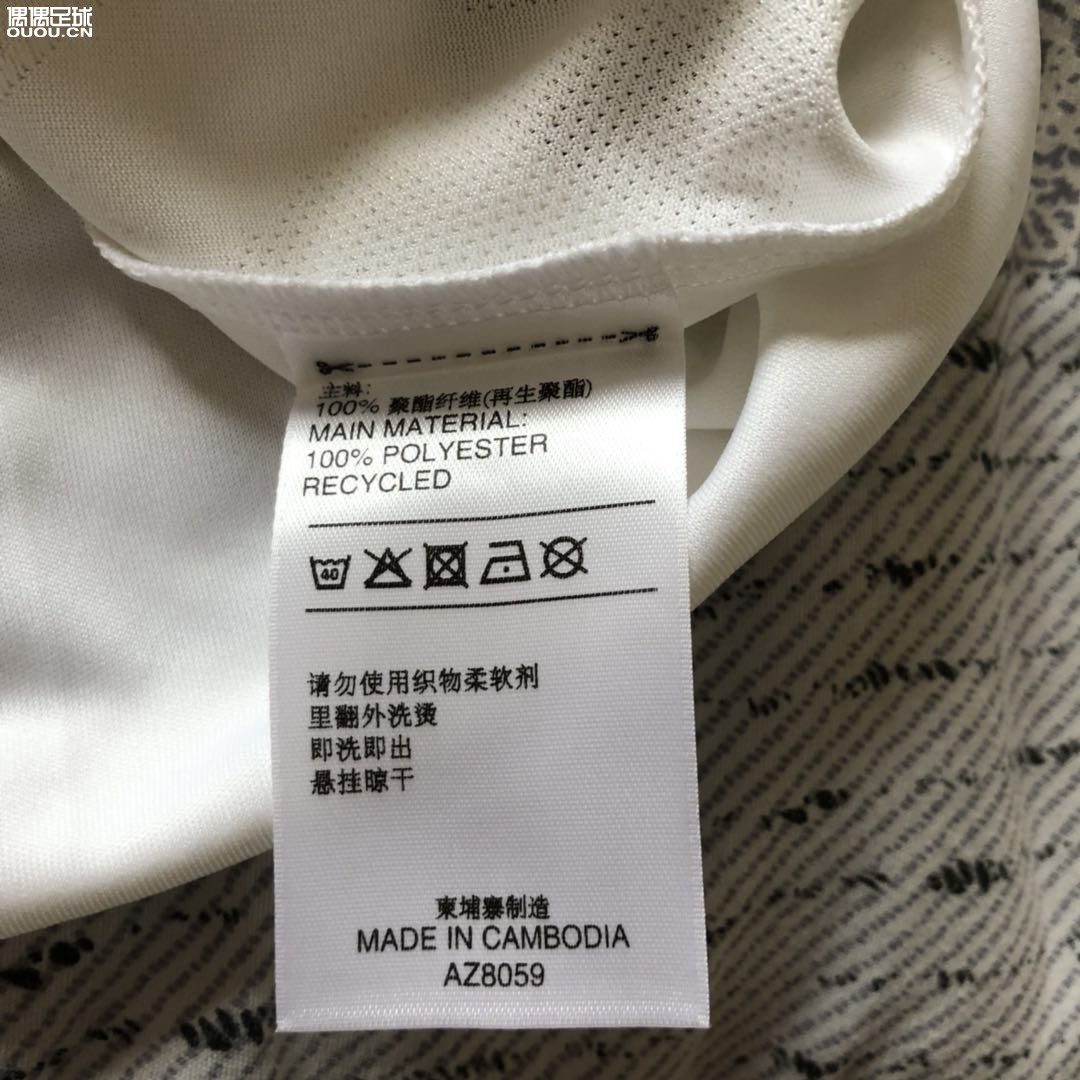 偶偶足球
OUOU.CN
主料:
100% 聚酯纤维(再生聚酯)
MAIN MATERIAL:
100% POLYESTER
RECYCLED
40
请勿使用织物柔软剂
里翻外洗烫
即洗即出
悬挂晾干
柬埔寨制造
MADE IN CAMBODIA
AZ8059